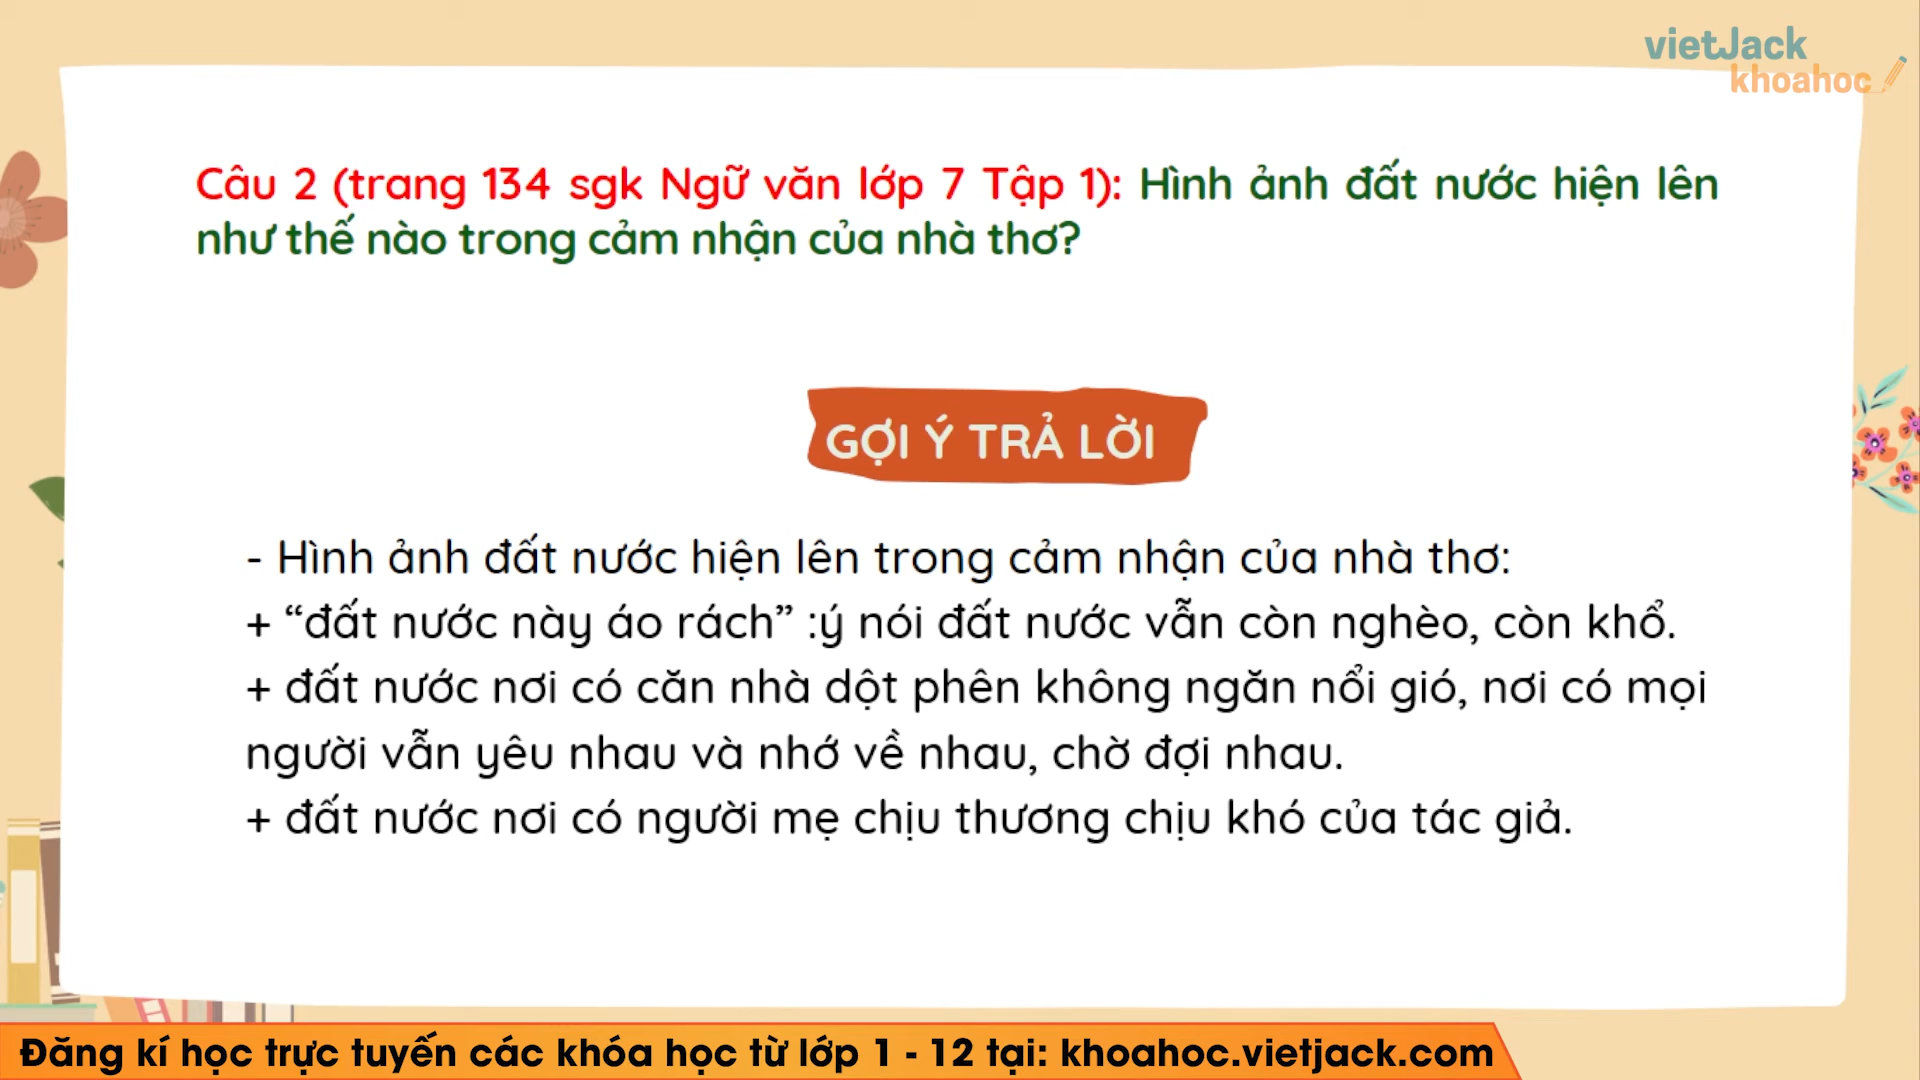 vietJack
khoahoc
Câu 2 (trang 134 sgk Ngữ văn lớp 7 Tập 1): Hình ảnh đất nước hiện lên
như thế nào trong cảm nhận của nhà thơ?
GỢI Ý TRẢ LỜI
- Hình ảnh đất nước hiện lên trong cảm nhận của nhà thơ:
+ “đất nước này áo rách” :ý nói đất nước vẫn còn nghèo, còn khổ.
+ đất nước nơi có căn nhà dột phên không ngăn nổi gió, nơi có mọi
người vẫn yêu nhau và nhớ về nhau, chờ đợi nhau.
+ đất nước nơi có người mẹ chịu thương chịu khó của tác giả.
Đăng kí học trực tuyến các khóa học từ lớp 1 - 12 tại: khoahoc.vietjack.com